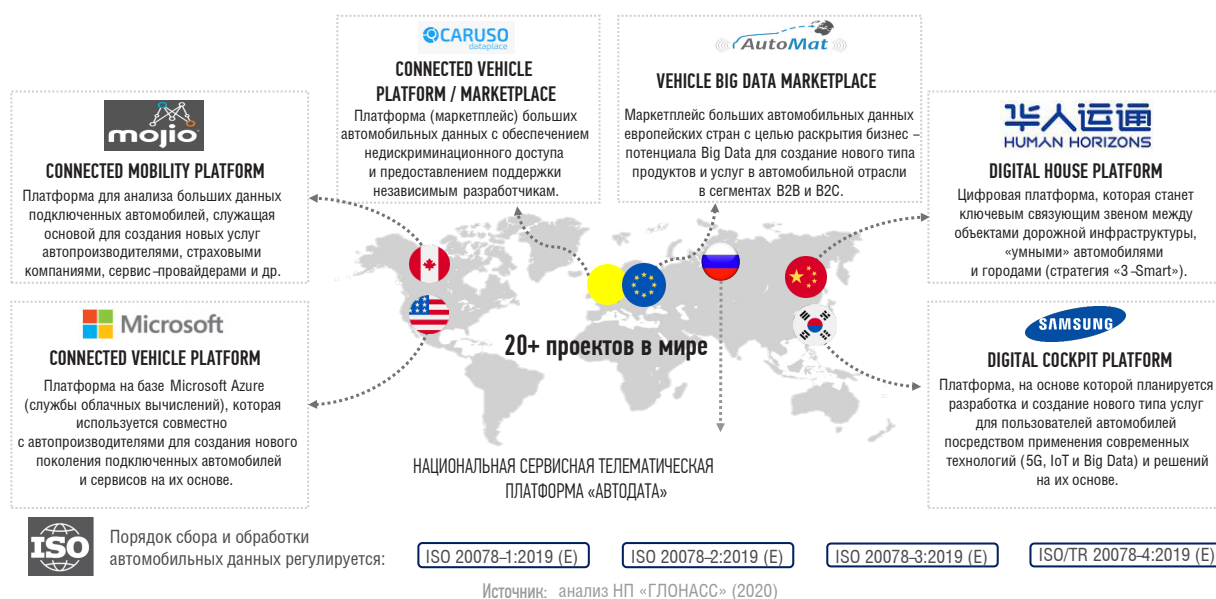 CARUSO
dataplace
CONNECTED VEHICLE
PLATFORM / MARKETPLACE
Платформа (маркетплейс) больших
автомобильных данных с обеспечением
недискриминационного доступа
и предоставлением поддержки
независимым разработчикам.
AutoMat
VEHICLE BIG DATA MARKETPLACE
Маркетплейс больших автомобильных данных
европейских стран с целью раскрытия бизнес –
потенциала Big Data для создание нового типа
продуктов и услуг в автомобильной отрасли
в сегментах B2B и B2C.
mojio
CONNECTED MOBILITY PLATFORM
Платформа для анализа больших данных
подключенных автомобилей, служащая
основой для создания новых услуг
автопроизводителями, страховыми
компаниями, сервис -провайдерами и др.
华人运通
HUMAN HORIZONS
DIGITAL HOUSE PLATFORM
Цифровая платформа, которая станет
ключевым связующим звеном между
объектами дорожной инфраструктуры,
«умными» автомобилями
и городами (стратегия «3 -Smart»).
Microsoft
CONNECTED VEHICLE PLATFORM
Платформа на базе Microsoft Azure
(службы облачных вычислений), которая
используется совместно
с автопроизводителями для создания нового
поколения подключенных автомобилей
и сервисов на их основе.
20+ проектов в мире
SAMSUNG
DIGITAL COCKPIT PLATFORM
Платформа, на основе которой планируется
разработка и создание нового типа услуг
для пользователей автомобилей
посредством применения современных
технологий (5G, IoT и Big Data) и решений
на их основе.
НАЦИОНАЛЬНАЯ СЕРВИСНАЯ ТЕЛЕМАТИЧЕСКАЯ
ПЛАТФОРМА «АВТОДАТА»
ISO
Порядок сбора и обработки
автомобильных данных регулируется:
ISO 20078–1:2019 (E)
ISO 20078–2:2019 (E)
ISO 20078–3:2019 (E)
ISO/TR 20078–4:2019 (E)
Источник: анализ НП «ГЛОНАСС» (2020)